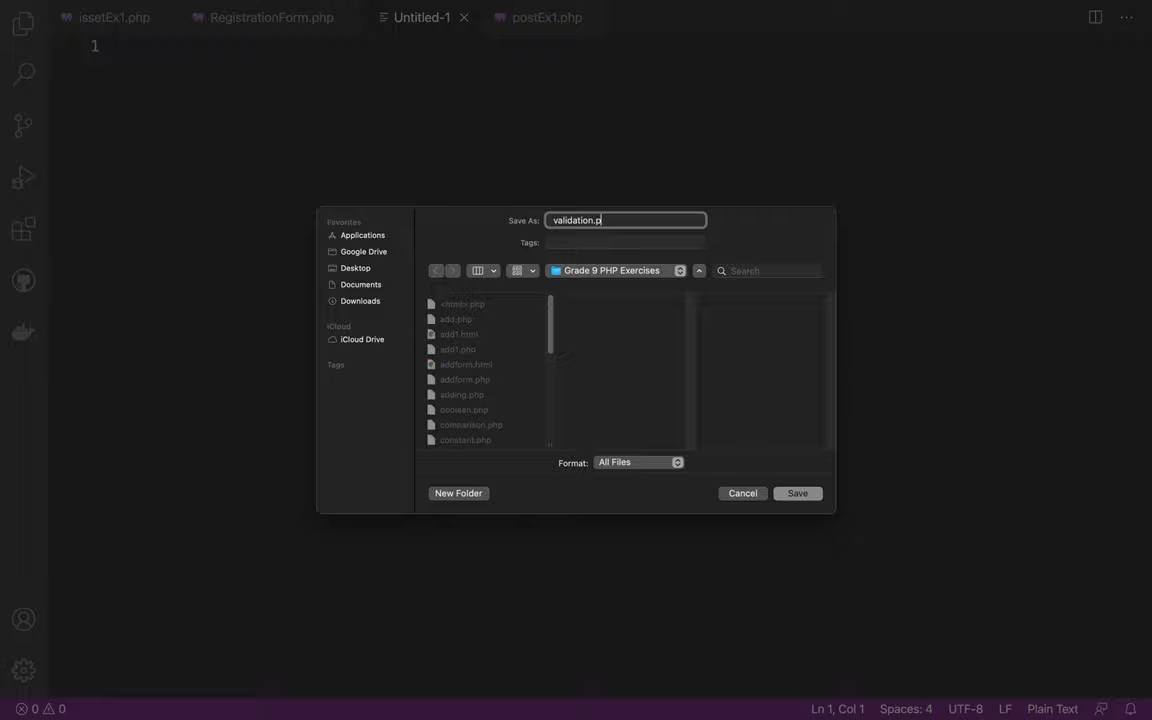 issetEx1.php RegistrationForm.php Untitled-1 postEx1.php
1
Favorites
Applications
Google Drive
Desktop
Documents
Downloads
iCloud
iCloud Drive
Tags
Save As: validation.p
Tags:
Grade 9 PHP Exercises Search
<html>.php
add.php
add1.html
add1.php
addform.html
addform.php
adding.php
boolean.php
comparison.php
constant.php
Format: All Files
New Folder Cancel Save
0 0 Ln 1, Col 1 Spaces: 4 UTF-8 LF Plain Text